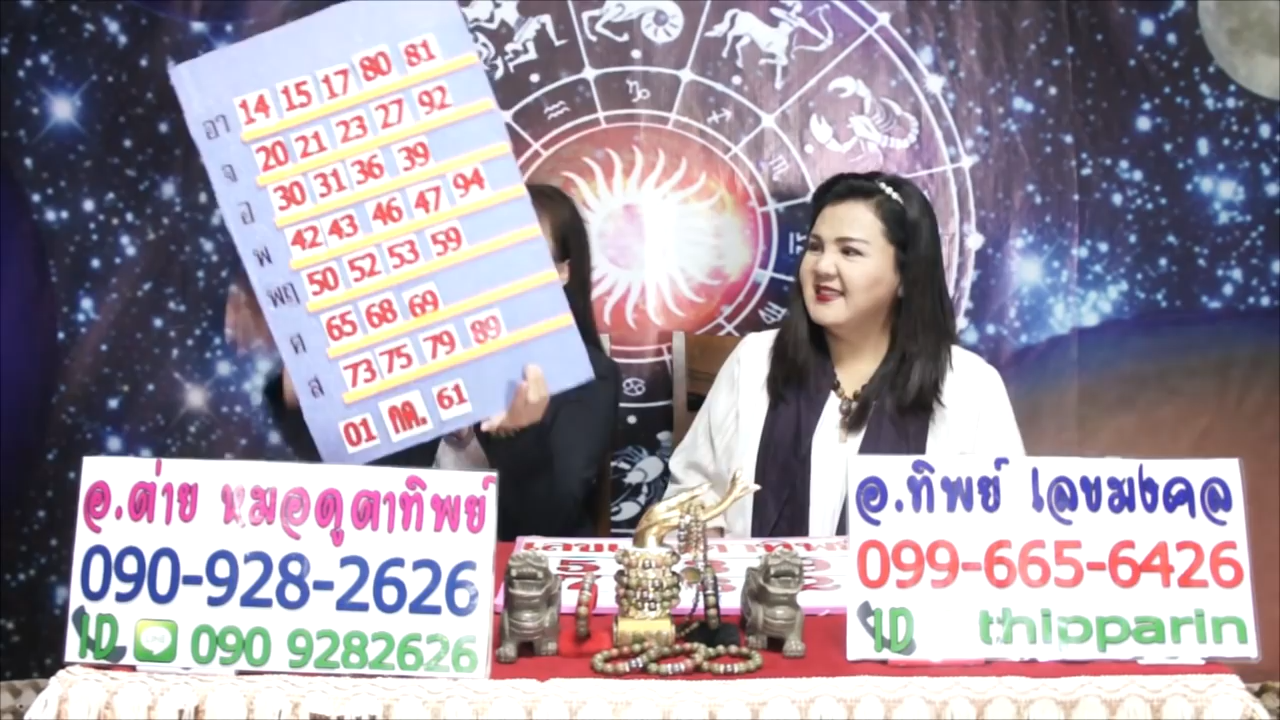 อา 14 15 17 80 81
จ 20 21 23 27 92
อ 30 31 36 39
พ 42 43 46 47 94
พฤ 50 52 53 59
ศ 65 68 69
ส 73 75 79 89
01 กค. 61
อ.ต่าย หมอดูตาทิพย์
090-928-2626
ID LINE 090 9282626
อ.ทิพย์ เลขมงคล
099-665-6426
ID thipparin